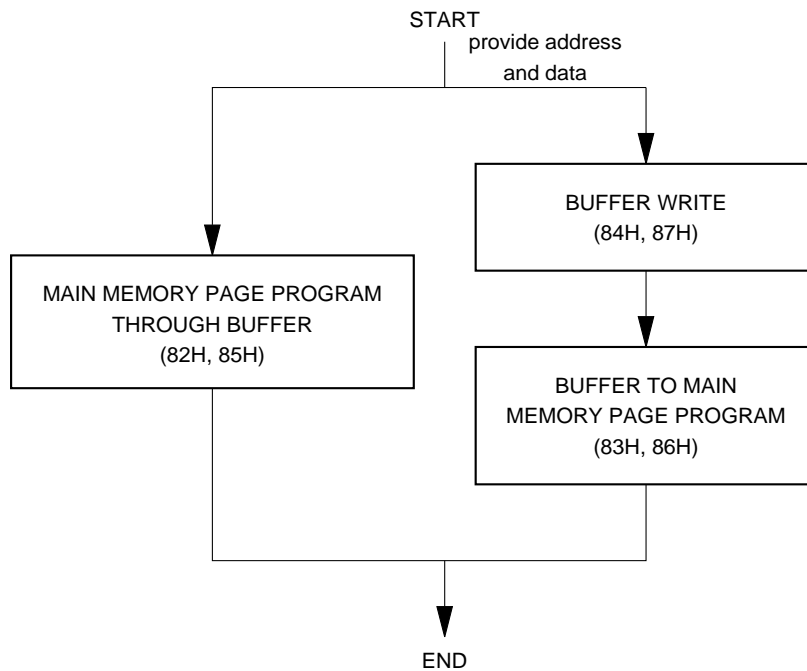 START
provide address
and data
BUFFER WRITE
(84H, 87H)
MAIN MEMORY PAGE PROGRAM
THROUGH BUFFER
(82H, 85H)
BUFFER TO MAIN
MEMORY PAGE PROGRAM
(83H, 86H)
END